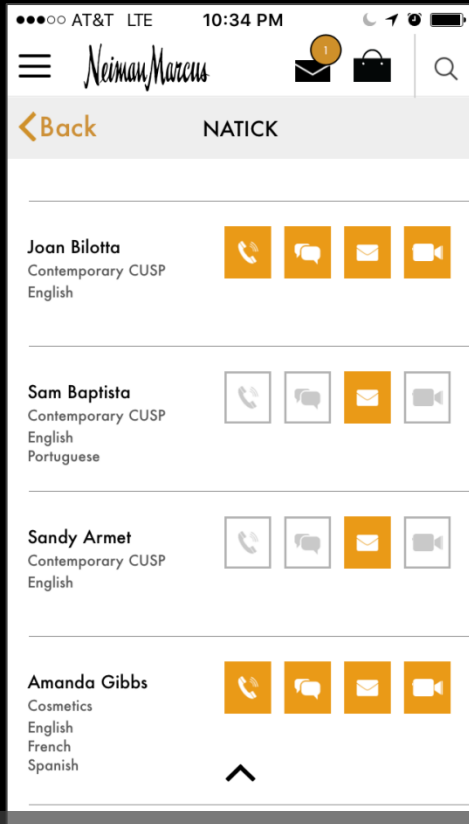 AT&T LTE 10:34 PM
Neiman Marcus 1
Back NATICK
Joan Bilotta
Contemporary CUSP
English
Sam Baptista
Contemporary CUSP
English
Portuguese
Sandy Armet
Contemporary CUSP
English
Amanda Gibbs
Cosmetics
English
French
Spanish